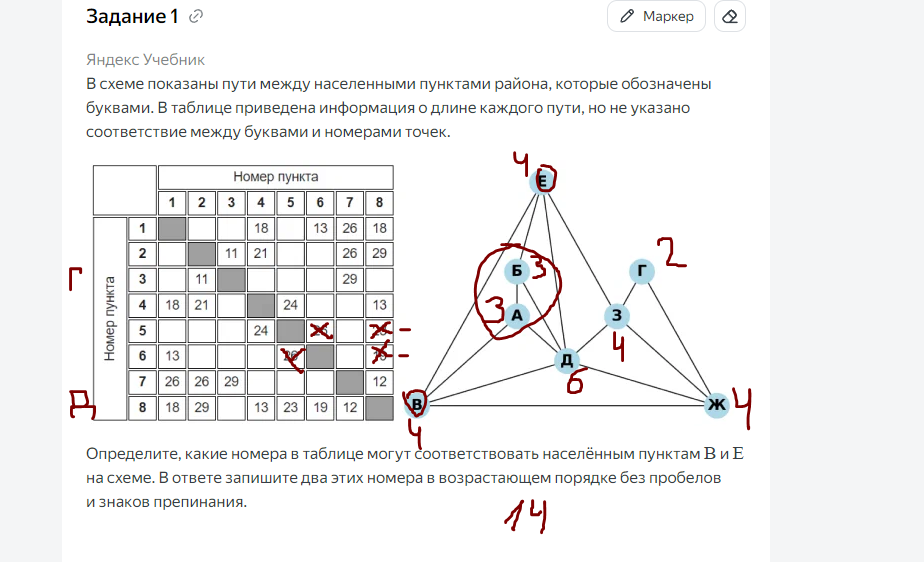 Задание 1
Маркер
Яндекс Учебник
В схеме показаны пути между населенными пунктами района, которые обозначены
буквами. В таблице приведена информация о длине каждого пути, но не указано
соответствие между буквами и номерами точек.
Номер пункта
1 2 3 4 5 6 7 8
Номер пункта
1 18 13 26 18
2 11 21 26 29
Г 3 11 29
4 18 21 24 13
5 24
6 13
7 26 26 29 12
Д 8 18 29 13 23 19 12
4 Е
Б 3
Г 2
А 3
З 4
Д 6
В 4
Ж 4
Определите, какие номера в таблице могут соответствовать населённым пунктам В и Е
на схеме. В ответе запишите два этих номера в возрастающем порядке без пробелов
и знаков препинания.
14